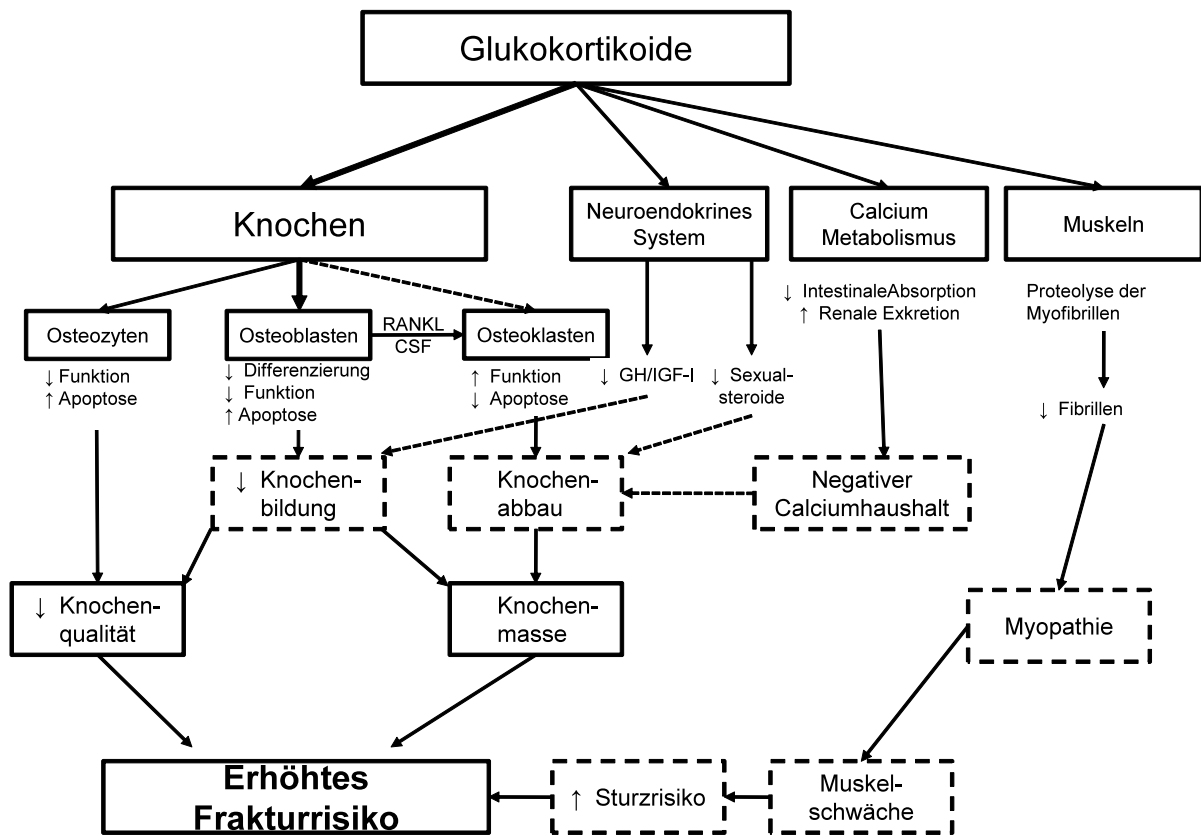 Glukokortikoide
Knochen
Neuroendokrines
System
Calcium
Metabolismus
Muskeln
Osteozyten
Osteoblasten
RANKL
CSF
Osteoklasten
↓ IntestinaleAbsorption
↑ Renale Exkretion
Proteolyse der
Myofibrillen
↓ Funktion
↑ Apoptose
↓ Differenzierung
↓ Funktion
↑ Apoptose
↑ Funktion
↓ Apoptose
↓ GH/IGF-I
↓ Sexual-
steroide
↓ Fibrillen
↓ Knochen-
bildung
Knochen-
abbau
Negativer
Calciumhaushalt
↓ Knochen-
qualität
Knochen-
masse
Myopathie
Erhöhtes
Frakturrisiko
↑ Sturzrisiko
Muskel-
schwäche